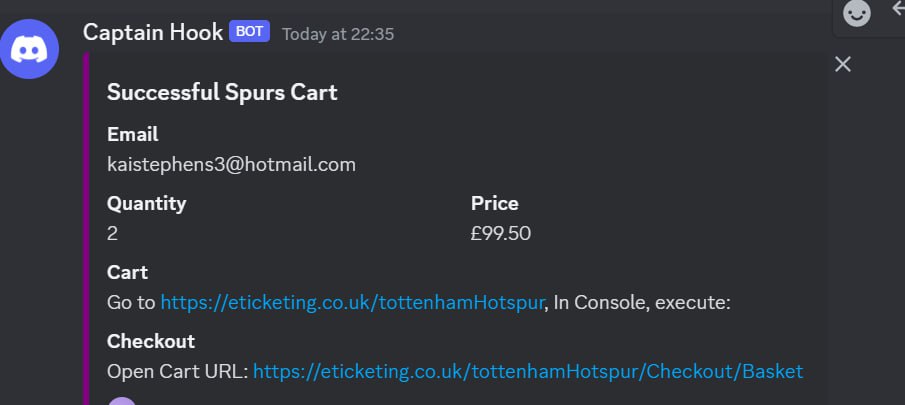 Captain Hook BOT Today at 22:35
Successful Spurs Cart
Email
kaistephens3@hotmail.com
Quantity Price
2 £99.50
Cart
Go to https://eticketing.co.uk/tottenhamHotspur, In Console, execute:
Checkout
Open Cart URL: https://eticketing.co.uk/tottenhamHotspur/Checkout/Basket